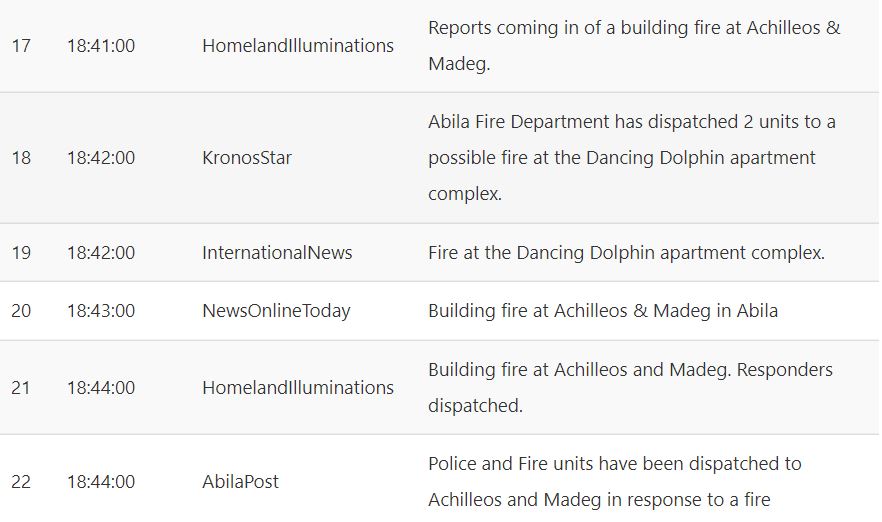 17 18:41:00 HomelandIlluminations Reports coming in of a building fire at Achilleos &
Madeg.
18 18:42:00 KronosStar Abila Fire Department has dispatched 2 units to a
possible fire at the Dancing Dolphin apartment
complex.
19 18:42:00 InternationalNews Fire at the Dancing Dolphin apartment complex.
20 18:43:00 NewsOnlineToday Building fire at Achilleos & Madeg in Abila
21 18:44:00 HomelandIlluminations Building fire at Achilleos and Madeg. Responders
dispatched.
22 18:44:00 AbilaPost Police and Fire units have been dispatched to
Achilleos and Madeg in response to a fire